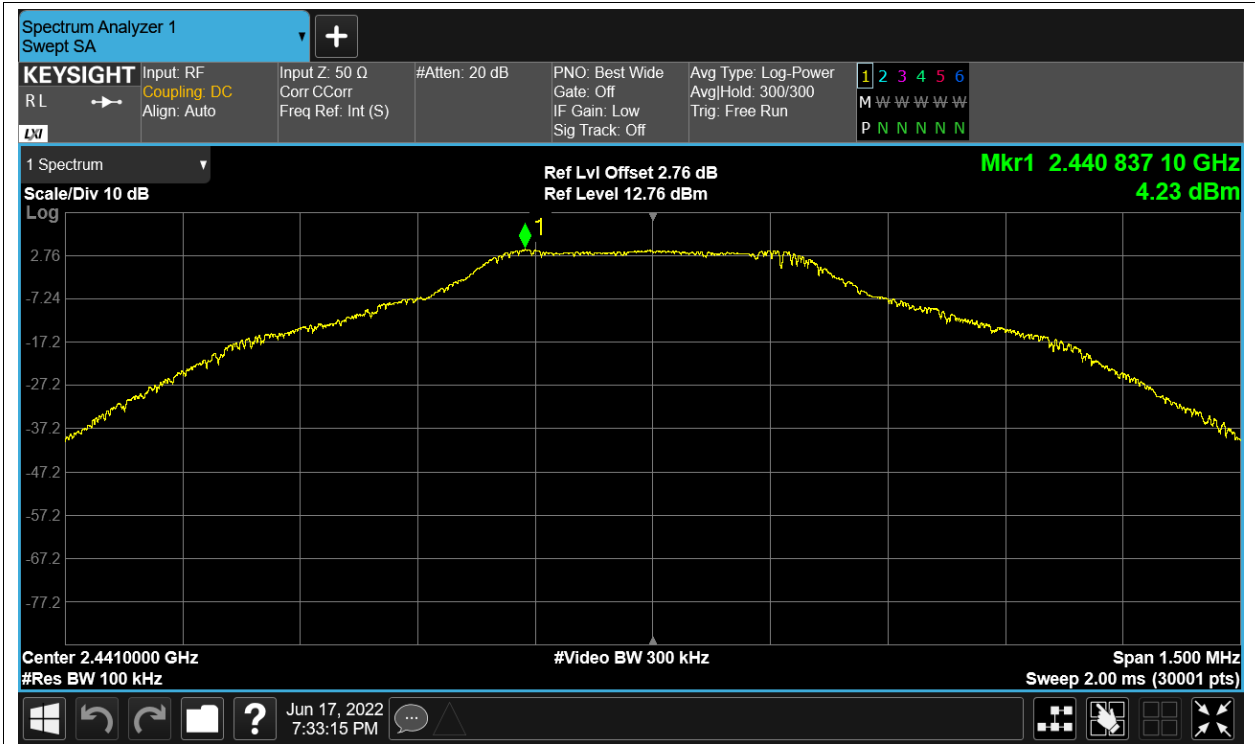 Spectrum Analyzer 1
Swept SA
+
KEYSIGHT
R L
LXI
Input: RF
Coupling: DC
Align: Auto
Input Z: 50 Ω
Corr CCorr
Freq Ref: Int (S)
#Atten: 20 dB
PNO: Best Wide
Gate: Off
IF Gain: Low
Sig Track: Off
Avg Type: Log-Power
Avg|Hold: 300/300
Trig: Free Run
1 2 3 4 5 6
M W W W W W
P N N N N N
1 Spectrum
Scale/Div 10 dB
Log
Ref Lvl Offset 2.76 dB
Ref Level 12.76 dBm
Mkr1 2.440 837 10 GHz
4.23 dBm
1
2.76
-7.24
-17.2
-27.2
-37.2
-47.2
-57.2
-67.2
-77.2
Center 2.4410000 GHz
#Res BW 100 kHz
#Video BW 300 kHz
Span 1.500 MHz
Sweep 2.00 ms (30001 pts)
?
Jun 17, 2022
7:33:15 PM